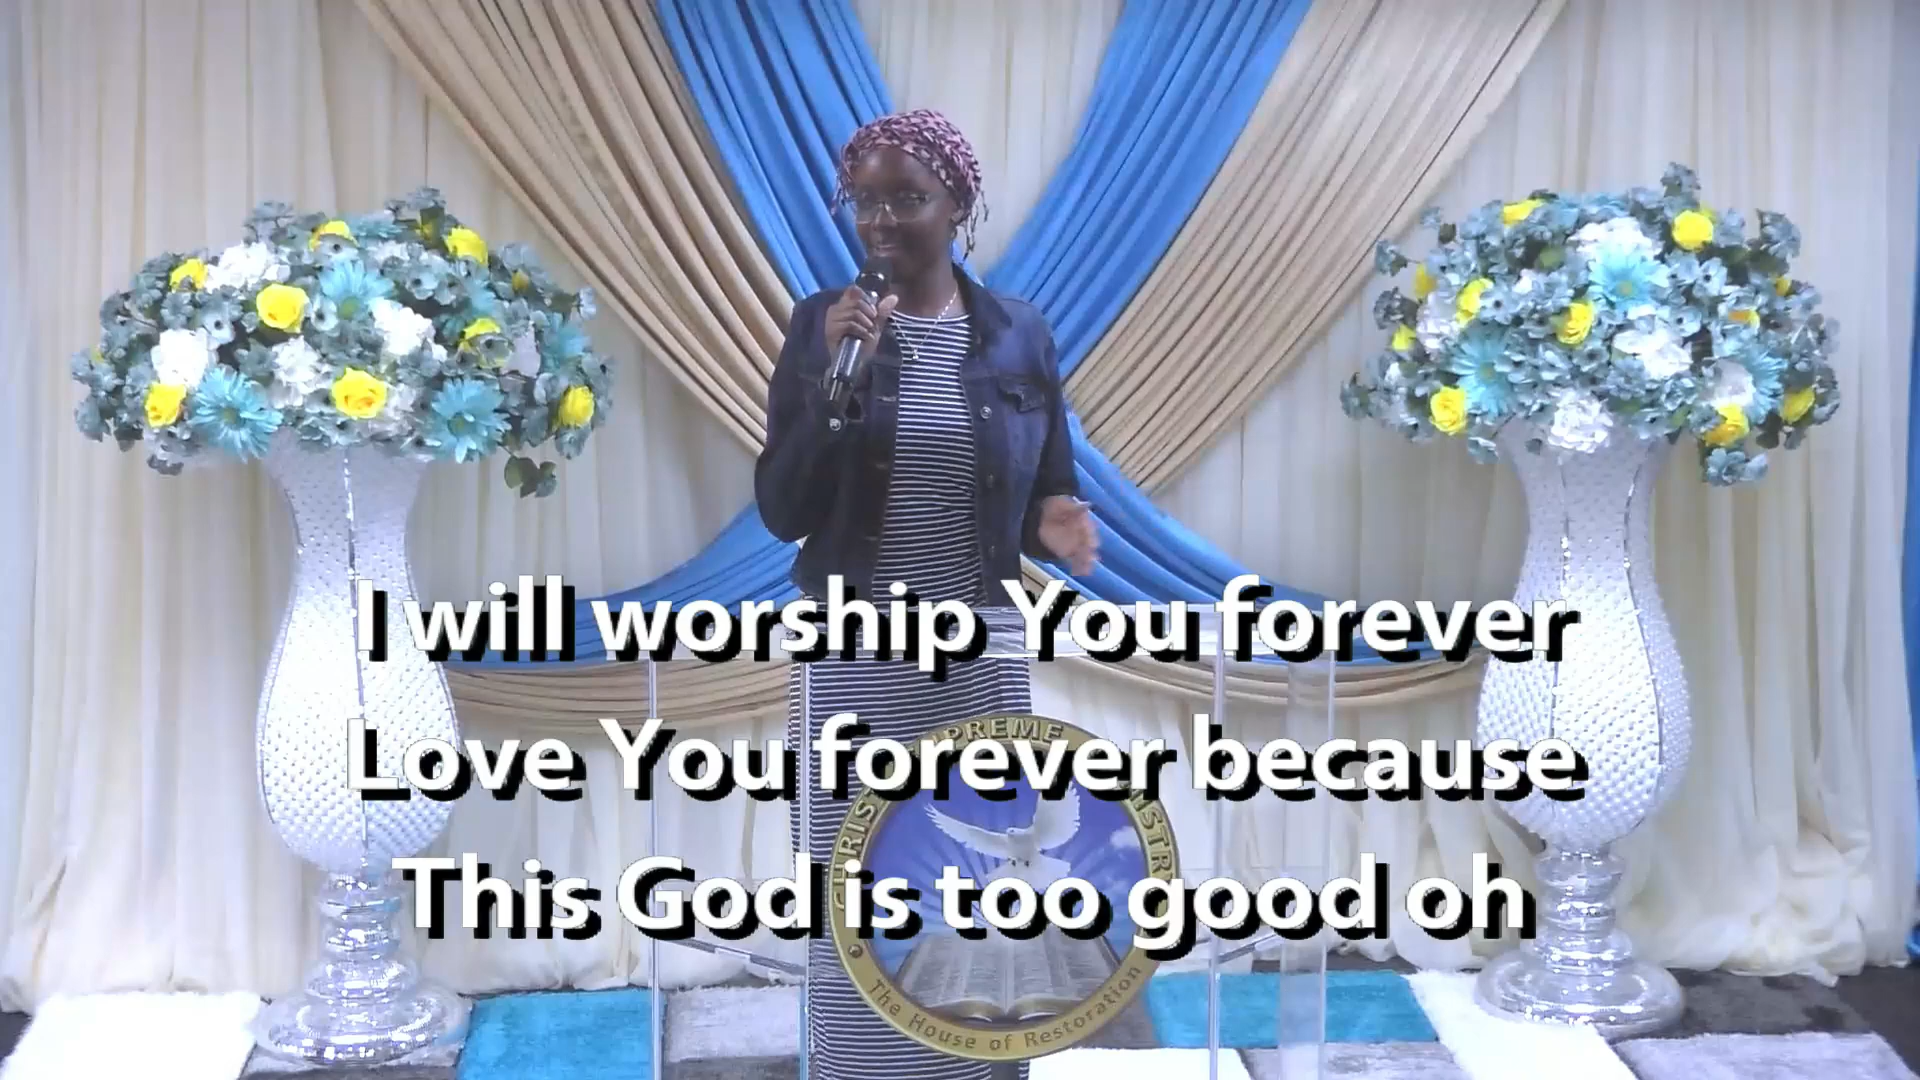 I will worship You forever
Love You forever because
This God is too good oh
The House of Restoration